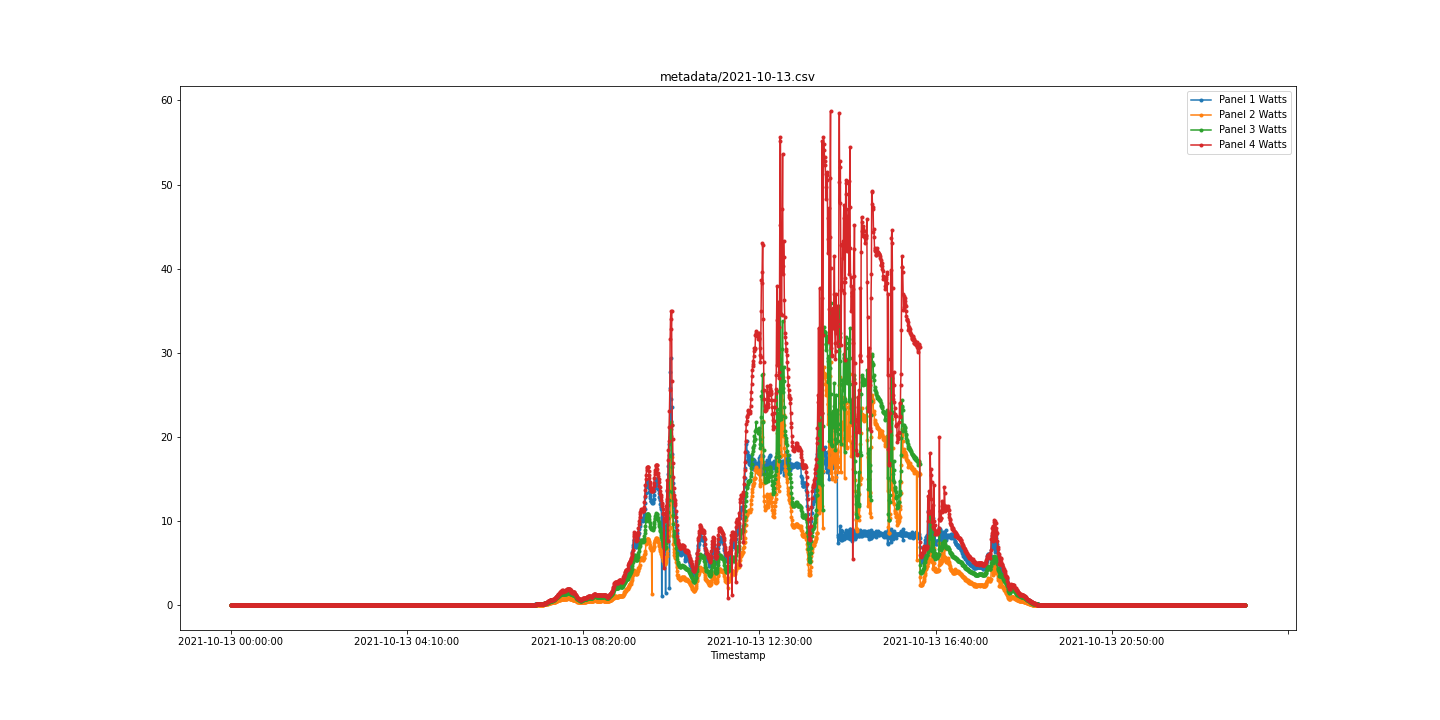 metadata/2021-10-13.csv
Panel 1 Watts
Panel 2 Watts
Panel 3 Watts
Panel 4 Watts
60
50
40
30
20
10
0
2021-10-13 00:00:00 2021-10-13 04:10:00 2021-10-13 08:20:00 2021-10-13 12:30:00 2021-10-13 16:40:00 2021-10-13 20:50:00
Timestamp